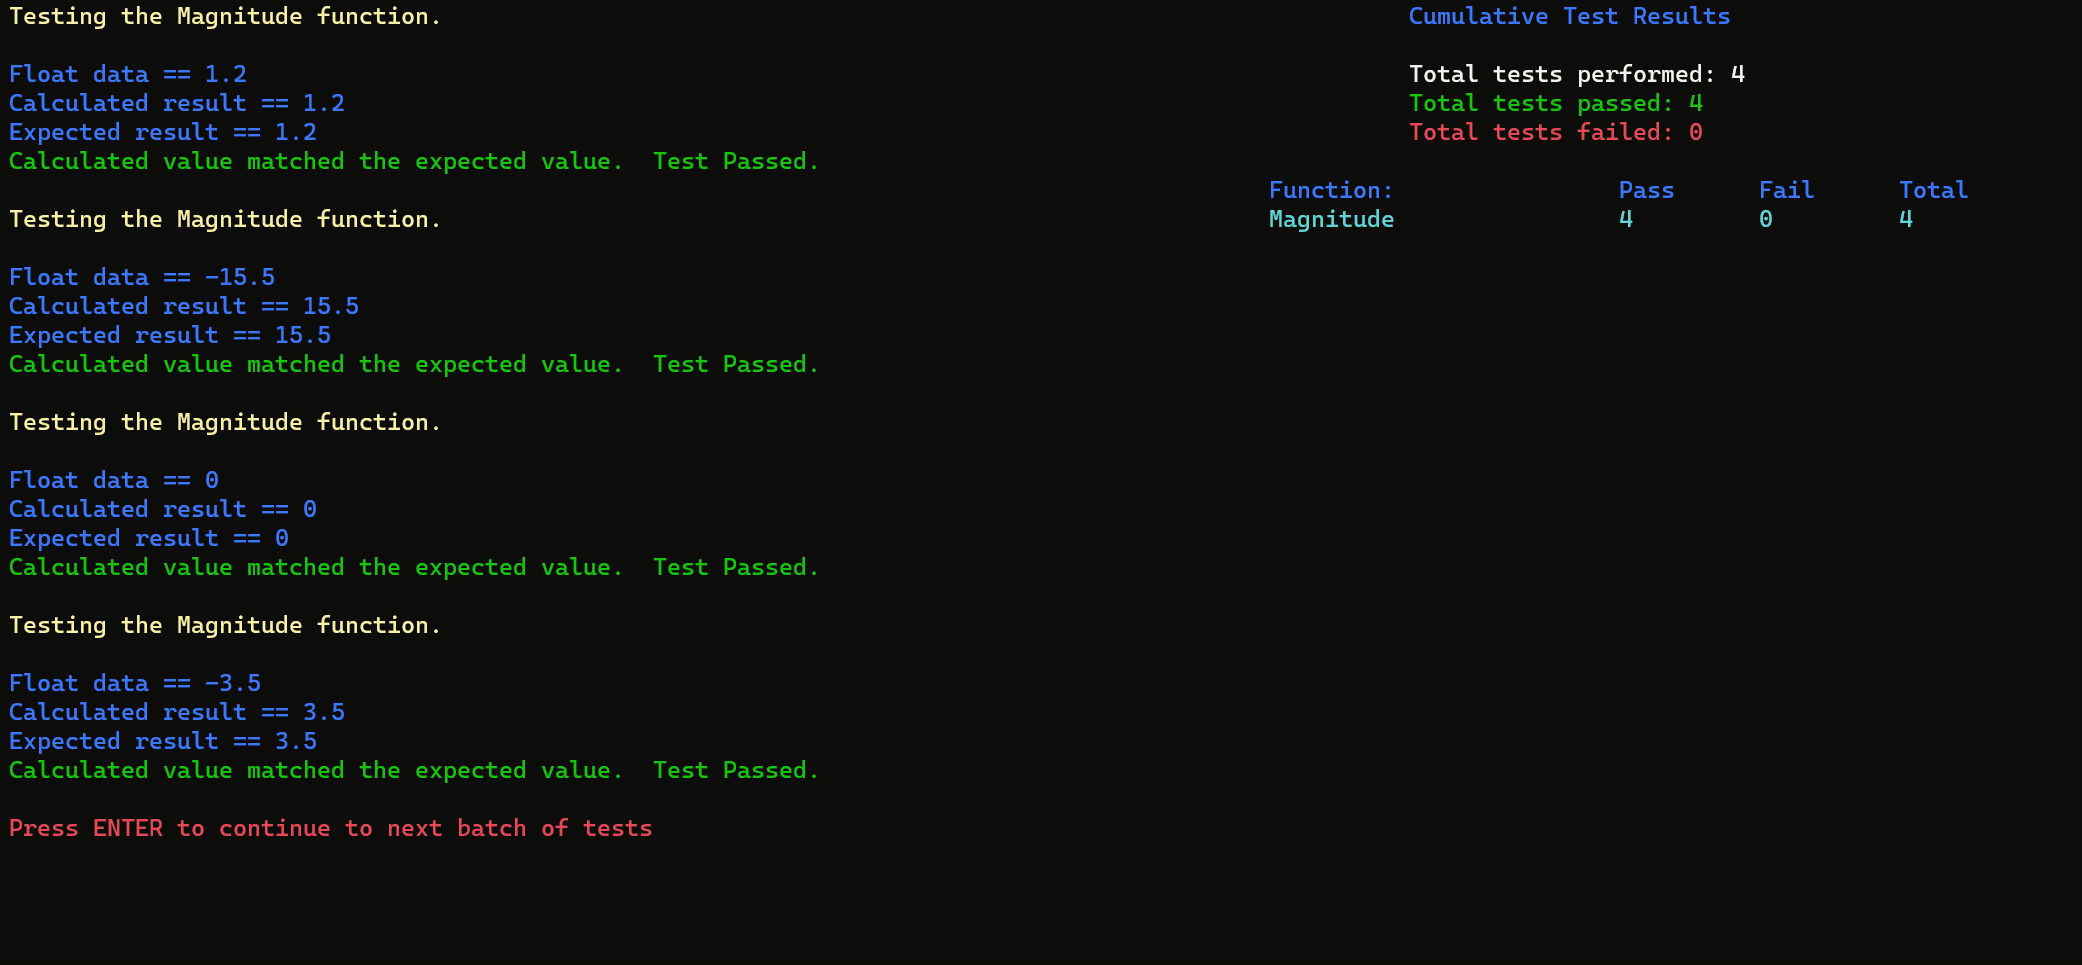 Testing the Magnitude function.
Float data == 1.2
Calculated result == 1.2
Expected result == 1.2
Calculated value matched the expected value.  Test Passed.
Testing the Magnitude function.
Float data == -15.5
Calculated result == 15.5
Expected result == 15.5
Calculated value matched the expected value.  Test Passed.
Testing the Magnitude function.
Float data == 0
Calculated result == 0
Expected result == 0
Calculated value matched the expected value.  Test Passed.
Testing the Magnitude function.
Float data == -3.5
Calculated result == 3.5
Expected result == 3.5
Calculated value matched the expected value.  Test Passed.
Press ENTER to continue to next batch of tests
Cumulative Test Results
Total tests performed: 4
Total tests passed: 4
Total tests failed: 0
Function: Pass Fail Total
Magnitude 4 0 4